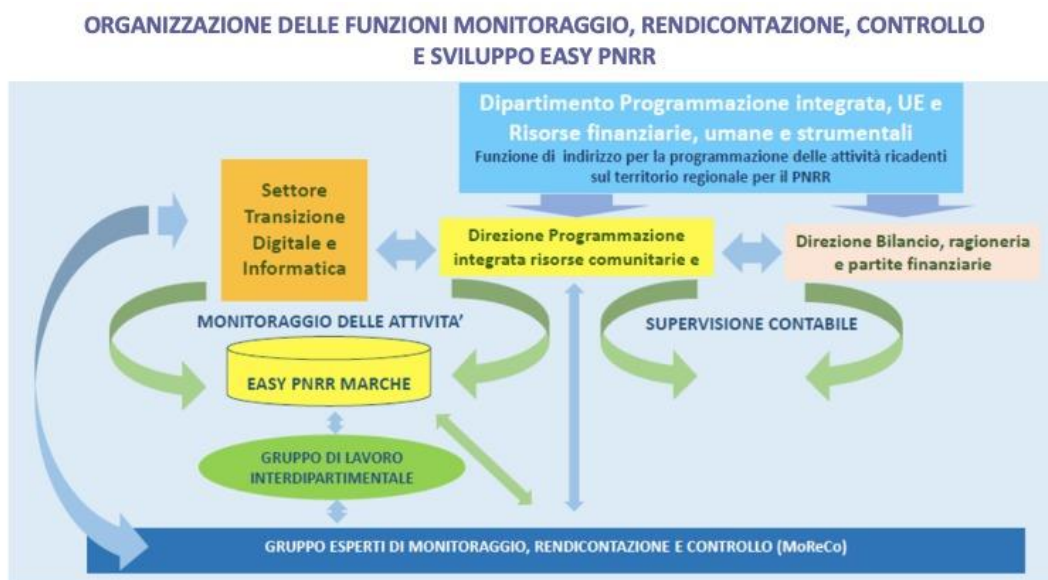 ORGANIZZAZIONE DELLE FUNZIONI MONITORAGGIO, RENDICONTAZIONE, CONTROLLO
E SVILUPPO EASY PNRR
Dipartimento Programmazione integrata, UE e
Risorse finanziarie, umane e strumentali
Funzione di indirizzo per la programmazione delle attività ricadenti
sul territorio regionale per il PNRR
Settore
Transizione
Digitale e
Informatica
Direzione Programmazione
integrata risorse comunitarie e
Direzione Bilancio, ragioneria
e partite finanziarie
MONITORAGGIO DELLE ATTIVITA'
SUPERVISIONE CONTABILE
EASY PNRR MARCHE
GRUPPO DI LAVORO
INTERDIPARTIMENTALE
GRUPPO ESPERTI DI MONITORAGGIO, RENDICONTAZIONE E CONTROLLO (MoReCo)